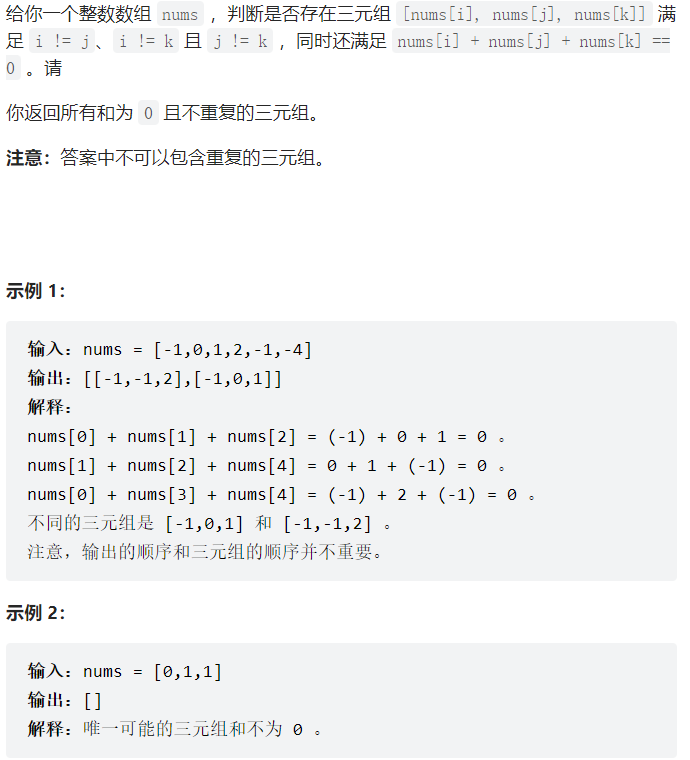 给你一个整数数组 nums ，判断是否存在三元组 [nums[i], nums[j], nums[k]] 满
足 i != j、i != k 且 j != k ，同时还满足 nums[i] + nums[j] + nums[k] ==
0 。请
你返回所有和为 0 且不重复的三元组。
注意：答案中不可以包含重复的三元组。
示例 1：
输入：nums = [-1,0,1,2,-1,-4]
输出：[[-1,-1,2],[-1,0,1]]
解释：
nums[0] + nums[1] + nums[2] = (-1) + 0 + 1 = 0 。
nums[1] + nums[2] + nums[4] = 0 + 1 + (-1) = 0 。
nums[0] + nums[3] + nums[4] = (-1) + 2 + (-1) = 0 。
不同的三元组是 [-1,0,1] 和 [-1,-1,2] 。
注意，输出的顺序和三元组的顺序并不重要。
示例 2：
输入：nums = [0,1,1]
输出：[]
解释：唯一可能的三元组和不为 0 。